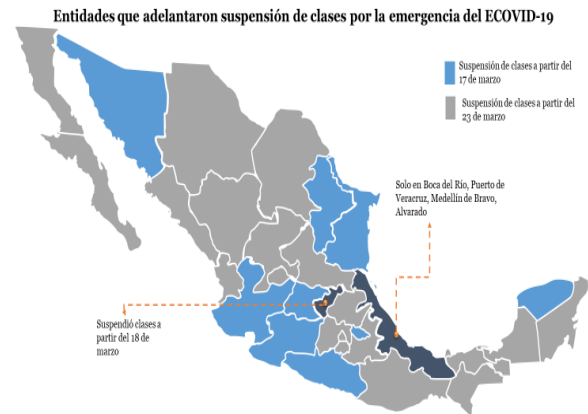 Entidades que adelantaron suspensión de clases por la emergencia del ECOVID-19
Suspensión de clases a partir del
17 de marzo
Suspensión de clases a partir del
23 de marzo
Solo en Boca del Río, Puerto de
Veracruz, Medellín de Bravo,
Alvarado
Suspendió clases a
partir del 18 de
marzo